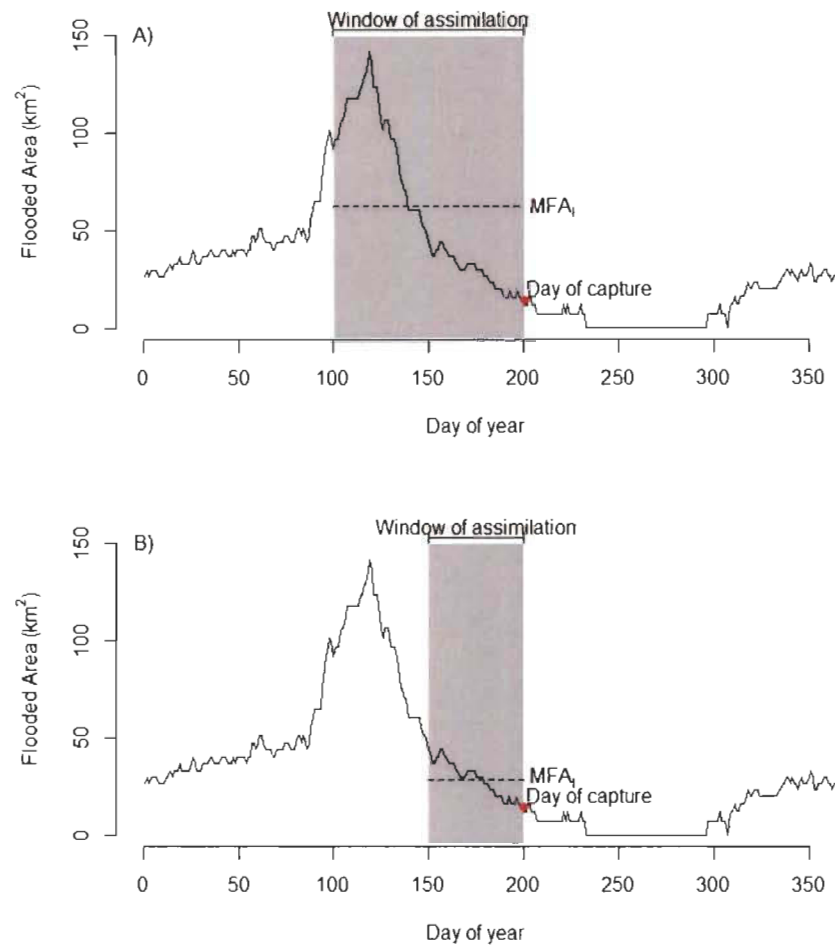 Window of assimilation
A)
150
100
50
0
Flooded Area (km²)
MFAᵢ
Day of capture
0 50 100 150 200 250 300 350
Day of year
Window of assimilation
B)
150
100
50
0
Flooded Area (km²)
MFAᵢ
Day of capture
0 50 100 150 200 250 300 350
Day of year